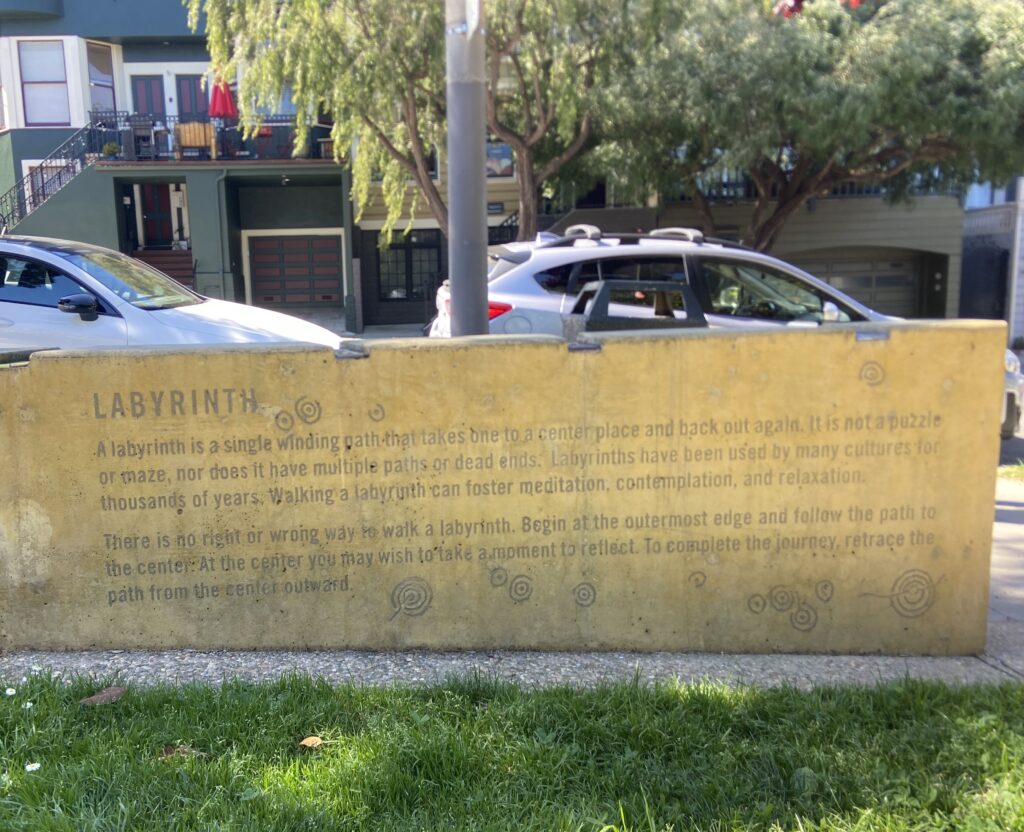 LABYRINTH
A labyrinth is a single winding path that takes one to a center place and back out again. It is not a puzzle
or maze, nor does it have multiple paths or dead ends. Labyrinths have been used by many cultures for
thousands of years. Walking a labyrinth can foster meditation, contemplation, and relaxation.
There is no right or wrong way to walk a labyrinth. Begin at the outermost edge and follow the path to
the center. At the center you may wish to take a moment to reflect. To complete the journey, retrace the
path from the center outward.